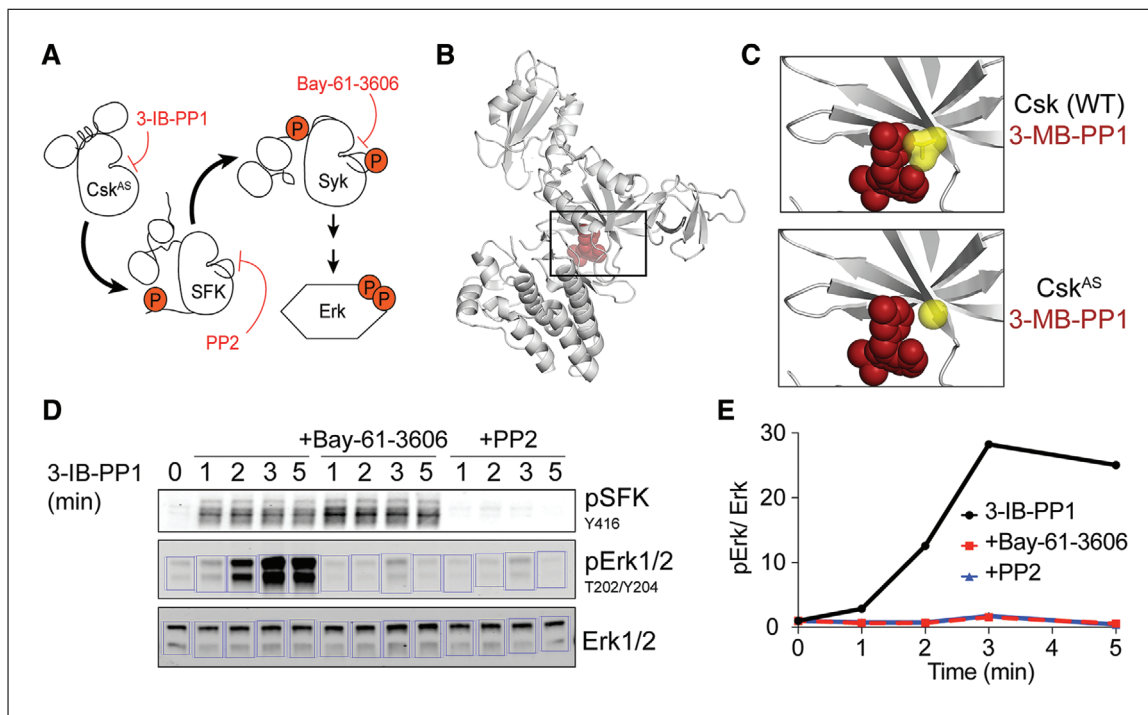 A
3-IB-PP1
Csk^AS
P
SFK
PP2
Bay-61-3606
P
Syk
P
Erk
P
P
B
C
Csk (WT)
3-MB-PP1
Csk^AS
3-MB-PP1
D
+Bay-61-3606 +PP2
3-IB-PP1 0 1 2 3 5 1 2 3 5 1 2 3 5
(min)
pSFK
Y416
pErk1/2
T202/Y204
Erk1/2
E
pErk/ Erk
30
20
10
0
0 1 2 3 4 5
Time (min)
3-IB-PP1
+Bay-61-3606
+PP2